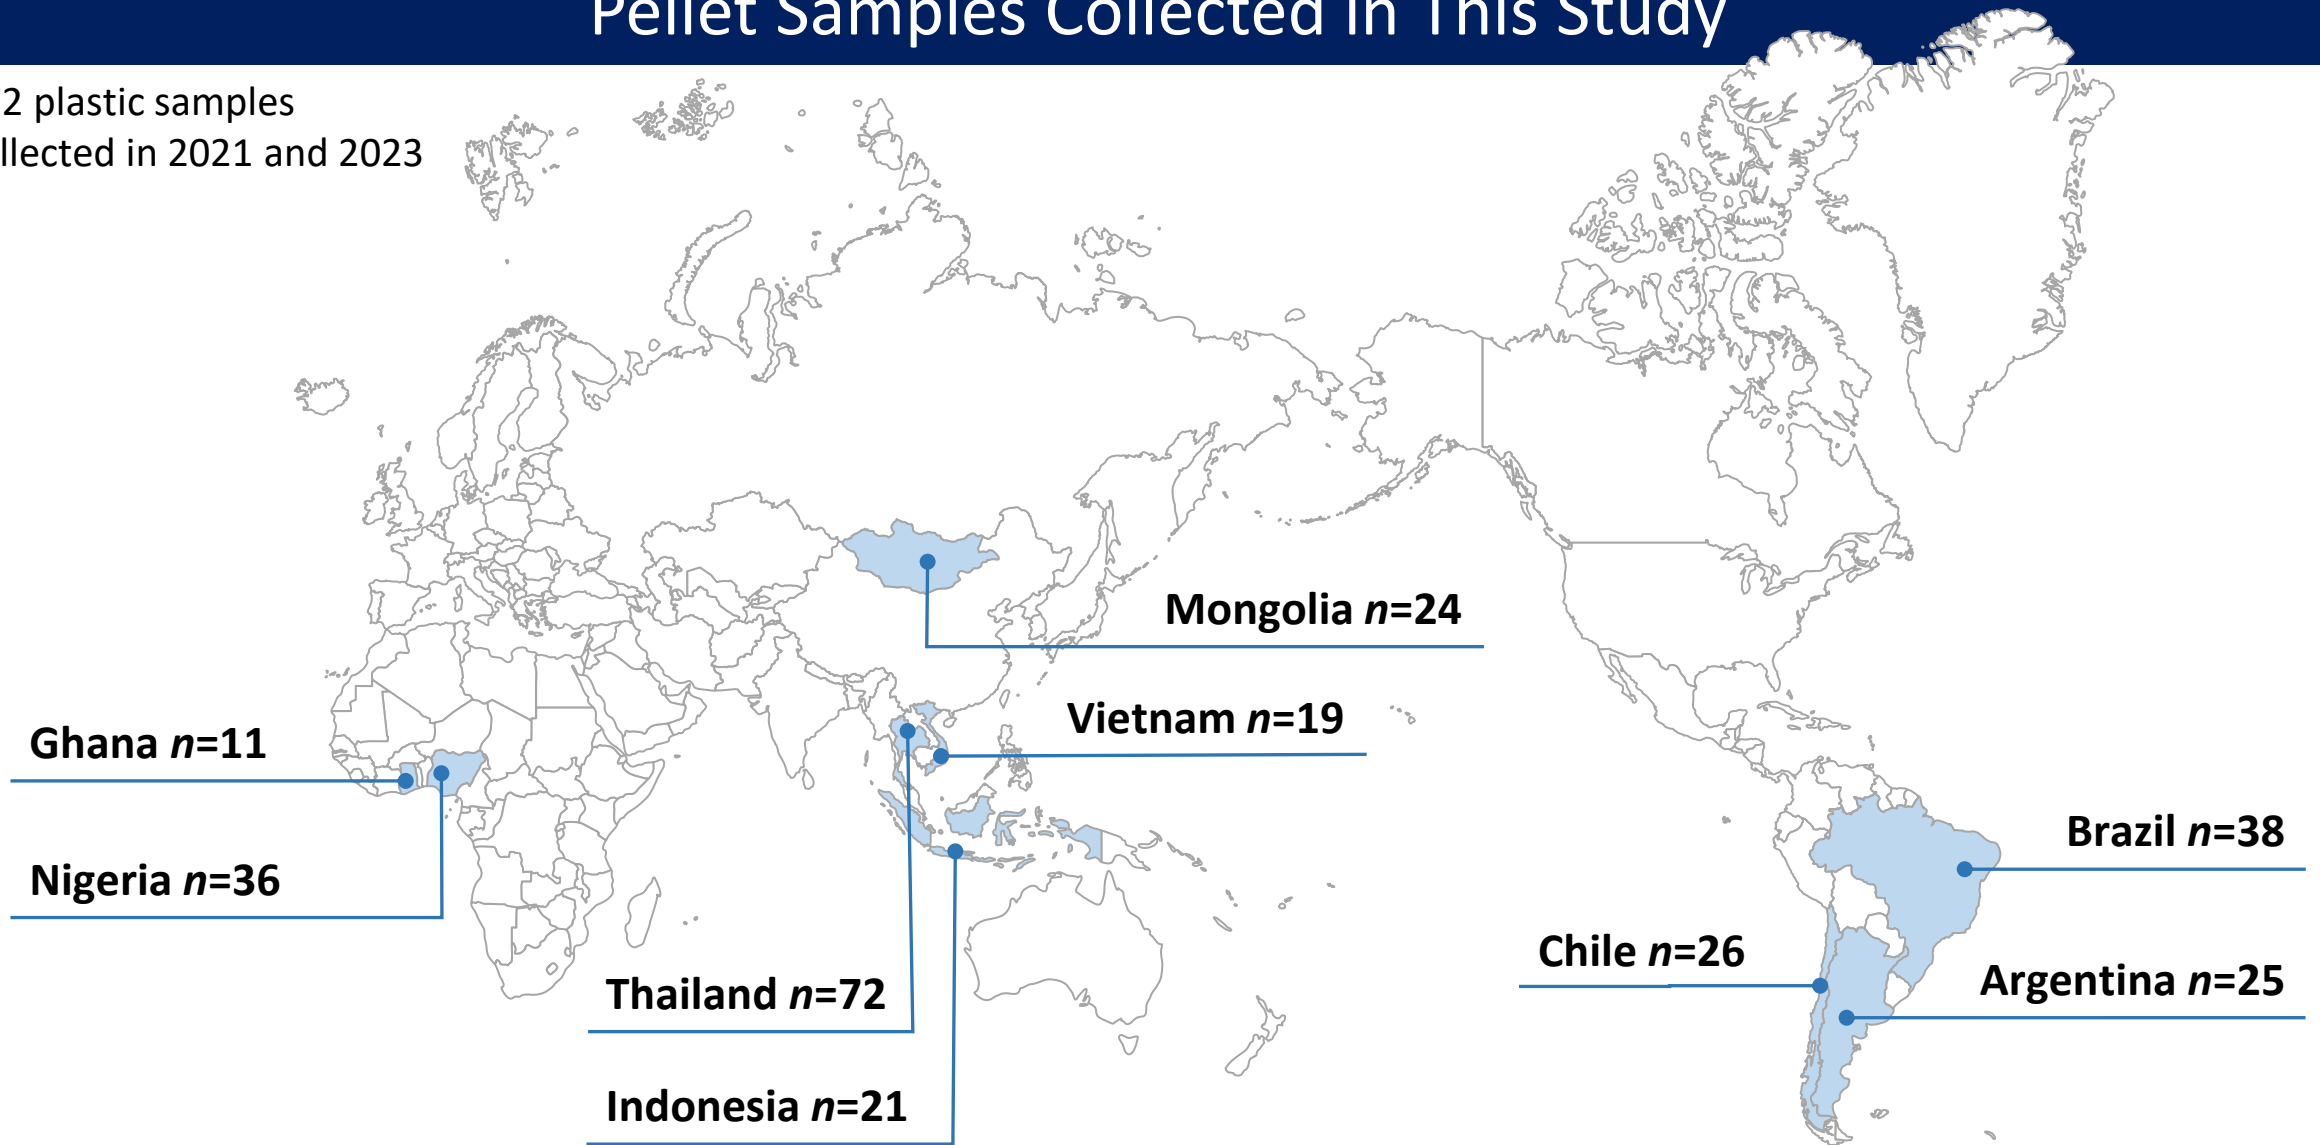 Pellet Samples Collected in This Study
2 plastic samples
llected in 2021 and 2023
Mongolia n=24
Vietnam n=19
Ghana n=11
Nigeria n=36
Brazil n=38
Chile n=26
Argentina n=25
Thailand n=72
Indonesia n=21